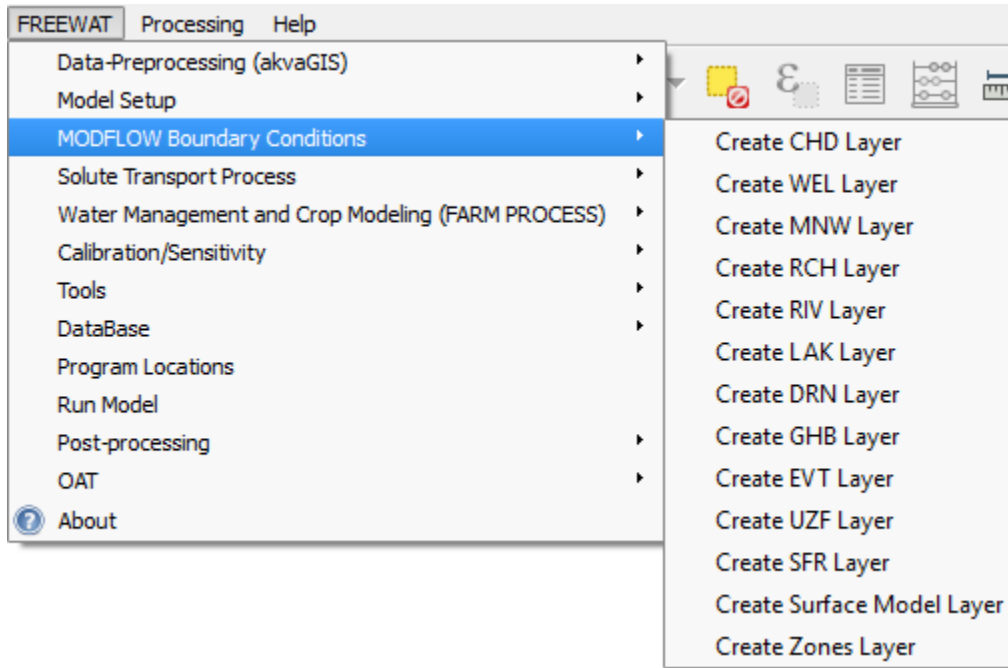 FREEWAT Processing Help
Data-Preprocessing (akvaGIS)
Model Setup
MODFLOW Boundary Conditions
Solute Transport Process
Water Management and Crop Modeling (FARM PROCESS)
Calibration/Sensitivity
Tools
DataBase
Program Locations
Run Model
Post-processing
OAT
About
Create CHD Layer
Create WEL Layer
Create MNW Layer
Create RCH Layer
Create RIV Layer
Create LAK Layer
Create DRN Layer
Create GHB Layer
Create EVT Layer
Create UZF Layer
Create SFR Layer
Create Surface Model Layer
Create Zones Layer